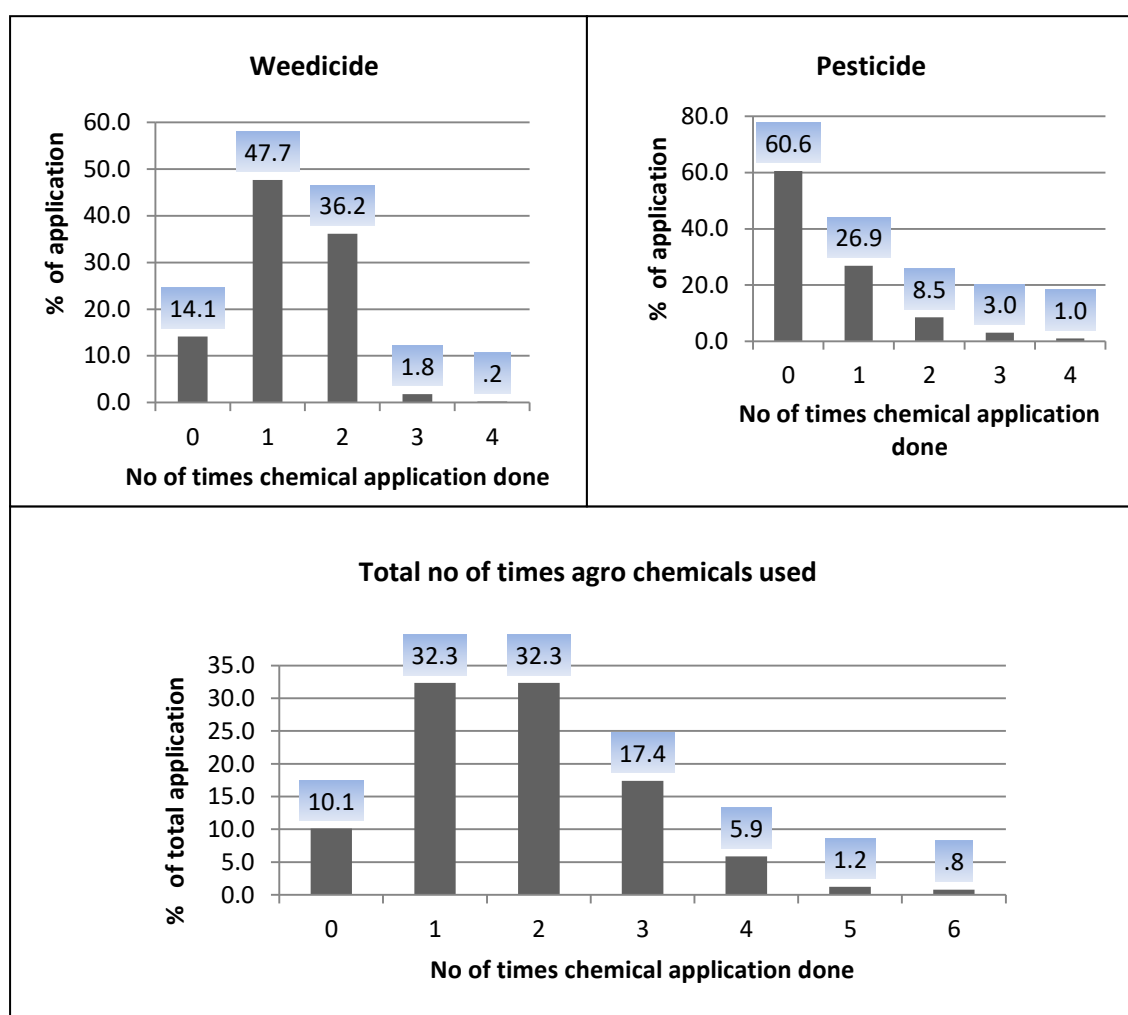 Weedicide
% of application
60.0
50.0
40.0
30.0
20.0
10.0
0.0
14.1
47.7
36.2
1.8
.2
0 1 2 3 4
No of times chemical application done
Pesticide
% of application
80.0
60.0
40.0
20.0
0.0
60.6
26.9
8.5
3.0
1.0
0 1 2 3 4
No of times chemical application
done
Total no of times agro chemicals used
% of total application
35.0
30.0
25.0
20.0
15.0
10.0
5.0
0.0
10.1
32.3
32.3
17.4
5.9
1.2
.8
0 1 2 3 4 5 6
No of times chemical application done